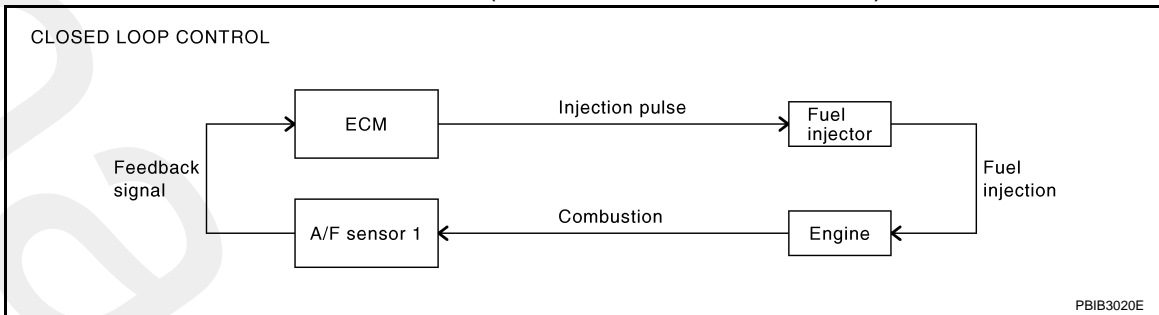 CLOSED LOOP CONTROL
ECM
Injection pulse
Fuel
injector
Feedback
signal
Fuel
injection
A/F sensor 1
Combustion
Engine
PBIB3020E